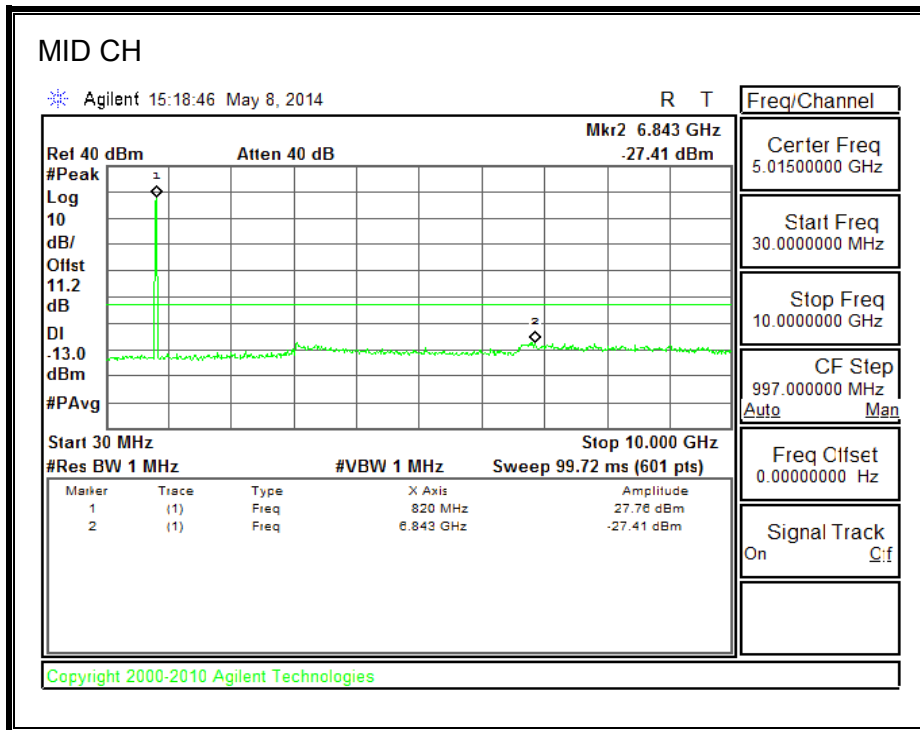 MID CH
Agilent 15:18:46 May 8, 2014 R T
Mkr2 6.843 GHz
Ref 40 dBm Atten 40 dB -27.41 dBm
#Peak
Log
10
dB/
Offst
11.2
dB
DI
-13.0
dBm
#PAvg
1
2
Start 30 MHz Stop 10.000 GHz
#Res BW 1 MHz #VBW 1 MHz Sweep 99.72 ms (601 pts)
Marker Trace Type X Axis Amplitude
1 (1) Freq 820 MHz 27.76 dBm
2 (1) Freq 6.843 GHz -27.41 dBm
Freq/Channel
Center Freq
5.01500000 GHz
Start Freq
30.0000000 MHz
Stop Freq
10.0000000 GHz
CF Step
997.000000 MHz
Auto Man
Freq Offset
0.00000000 Hz
Signal Track
On Off
Copyright 2000-2010 Agilent Technologies